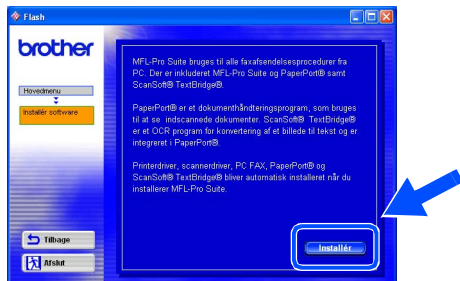 Flash
brother
Hovedmenu
Installér software
MFL-Pro Suite bruges til alle faxafsendelsesprocedurer fra
PC. Der er inkluderet MFL-Pro Suite og PaperPort® samt
ScanSoft® TextBridge®.
PaperPort® er et dokumenthåndteringsprogram, som bruges
til at se indscannede dokumenter. ScanSoft® TextBridge®
er et OCR program for konvertering af et billede til tekst og er
integreret i PaperPort®.
Printerdriver, scannerdriver, PC FAX, PaperPort® og
ScanSoft® TextBridge® bliver automatisk installeret når du
installerer MFL-Pro Suite.
Installér
Tilbage
Afslut